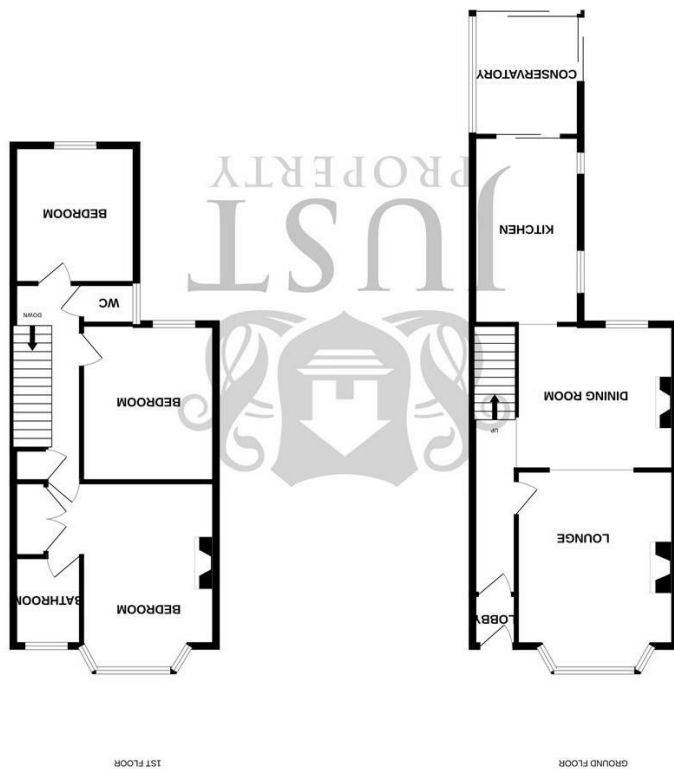 GROUND FLOOR
1ST FLOOR
LOBBY
LOUNGE
UP
DINING ROOM
KITCHEN
CONSERVATORY
BEDROOM
BATHROOM
BEDROOM
DOWN
WC
BEDROOM
JUST
PROPERTY